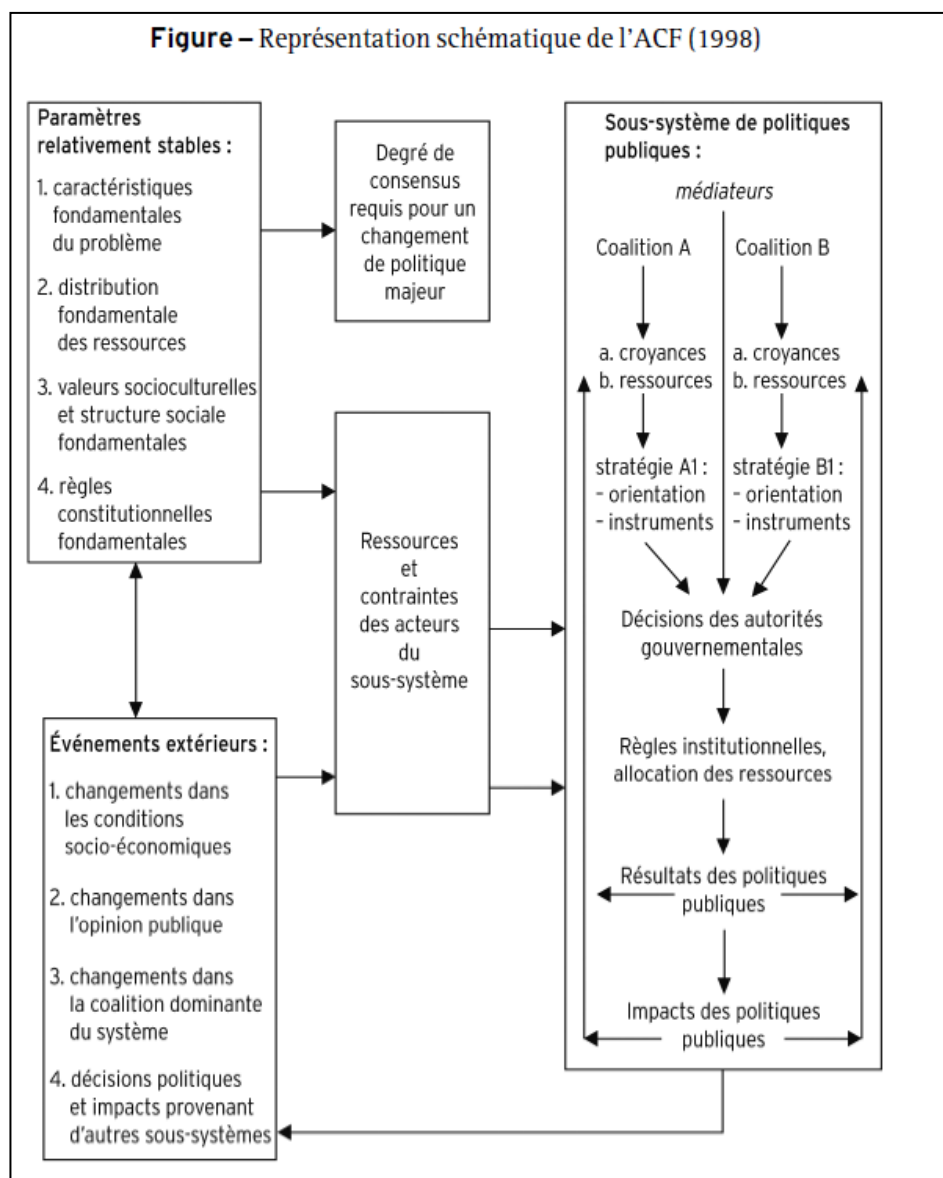 Figure – Représentation schématique de l'ACF (1998)
Paramètres
relativement stables :
1. caractéristiques
fondamentales
du problème
2. distribution
fondamentale
des ressources
3. valeurs socioculturelles
et structure sociale
fondamentales
4. règles
constitutionnelles
fondamentales
Degré de
consensus
requis pour un
changement
de politique
majeur
Ressources
et
contraintes
des acteurs
du
sous-système
Événements extérieurs :
1. changements dans
les conditions
socio-économiques
2. changements dans
l'opinion publique
3. changements dans
la coalition dominante
du système
4. décisions politiques
et impacts provenant
d'autres sous-systèmes
Sous-système de politiques
publiques :
médiateurs
Coalition A
a. croyances
b. ressources
stratégie A1 :
- orientation
- instruments
Coalition B
a. croyances
b. ressources
stratégie B1 :
- orientation
- instruments
Décisions des autorités
gouvernementales
Règles institutionnelles,
allocation des ressources
Résultats des politiques
publiques
Impacts des politiques
publiques